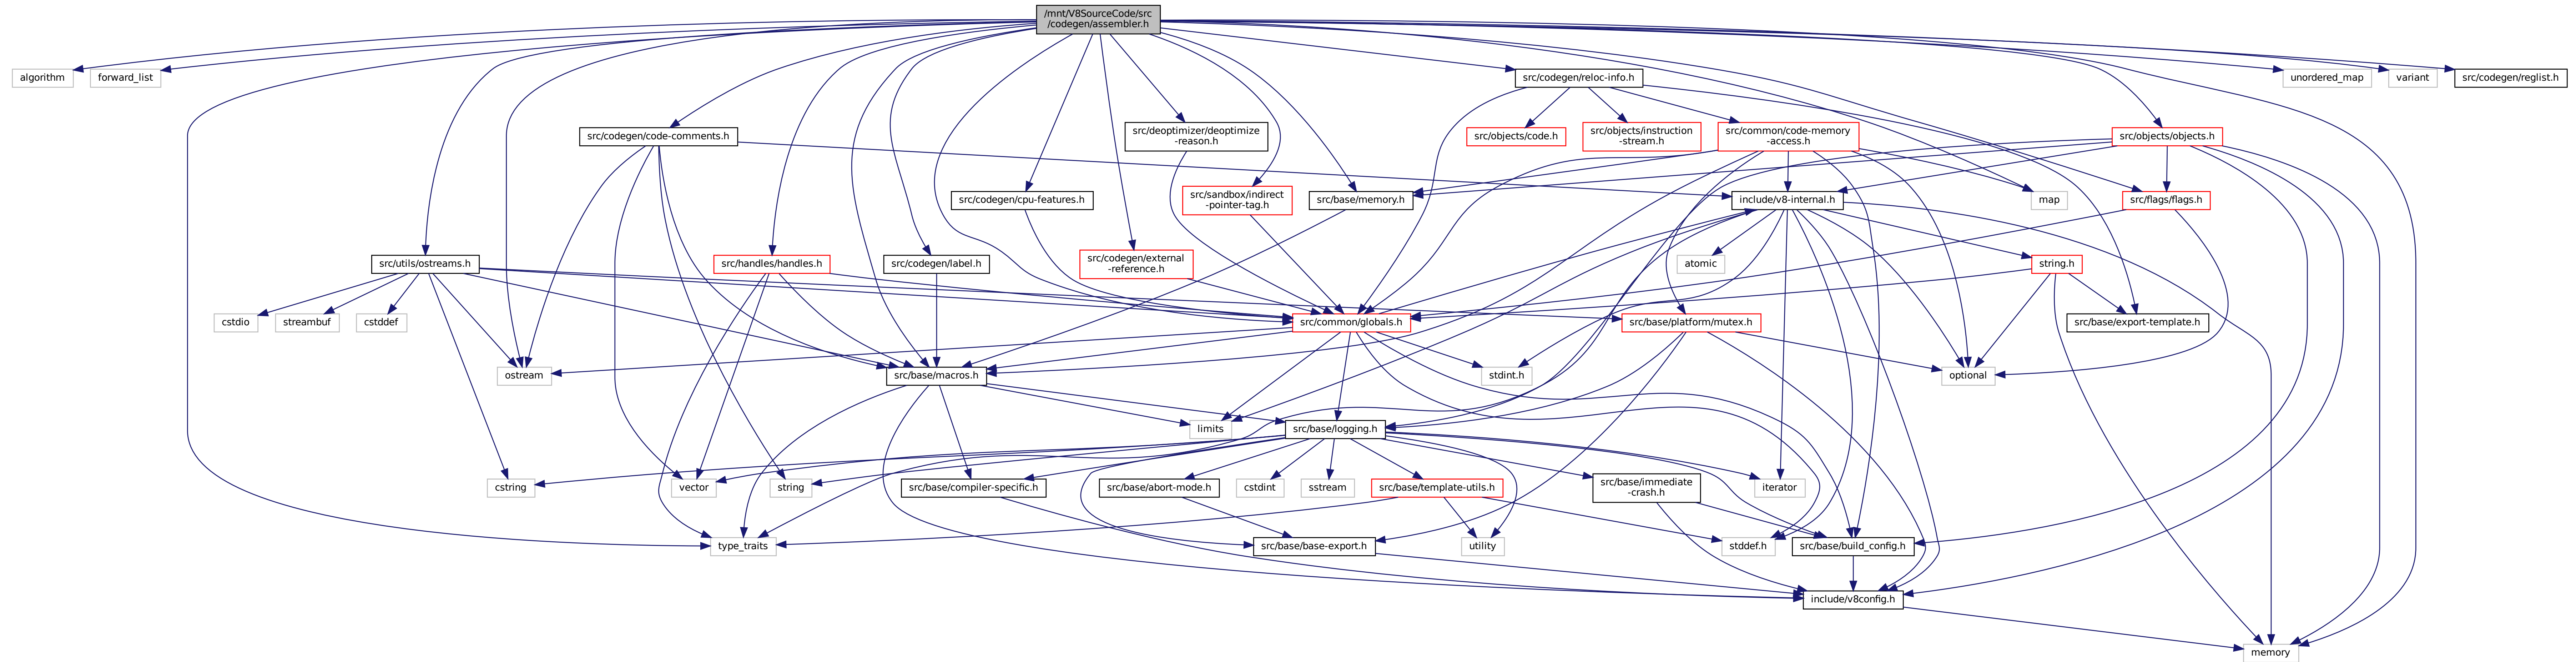 /mnt/V8SourceCode/src
/codegen/assembler.h
algorithm
forward_list
src/codegen/reloc-info.h
unordered_map
variant
src/codegen/reglist.h
src/codegen/code-comments.h
src/deoptimizer/deoptimize
-reason.h
src/objects/code.h
src/objects/instruction
-stream.h
src/common/code-memory
-access.h
src/objects/objects.h
src/codegen/cpu-features.h
src/sandbox/indirect
-pointer-tag.h
src/base/memory.h
include/v8-internal.h
map
src/flags/flags.h
src/utils/ostreams.h
src/handles/handles.h
src/codegen/label.h
src/codegen/external
-reference.h
atomic
string.h
cstdio
streambuf
cstddef
src/common/globals.h
src/base/platform/mutex.h
src/base/export-template.h
ostream
src/base/macros.h
stdint.h
optional
limits
src/base/logging.h
cstring
vector
string
src/base/compiler-specific.h
src/base/abort-mode.h
cstdint
sstream
src/base/template-utils.h
src/base/immediate
-crash.h
iterator
type_traits
src/base/base-export.h
utility
stddef.h
src/base/build_config.h
include/v8config.h
memory